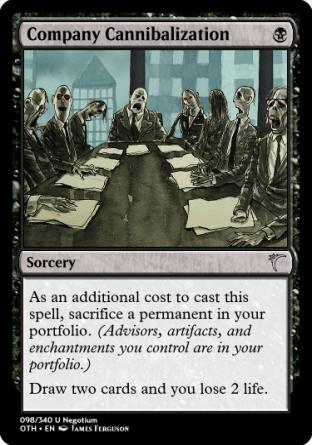 Company Cannibalization
Sorcery
As an additional cost to cast this
spell, sacrifice a permanent in your
portfolio. (Advisors, artifacts, and
enchantments you control are in your
portfolio.)
Draw two cards and you lose 2 life.
098/340 U Negotium
OTH • EN James Ferguson